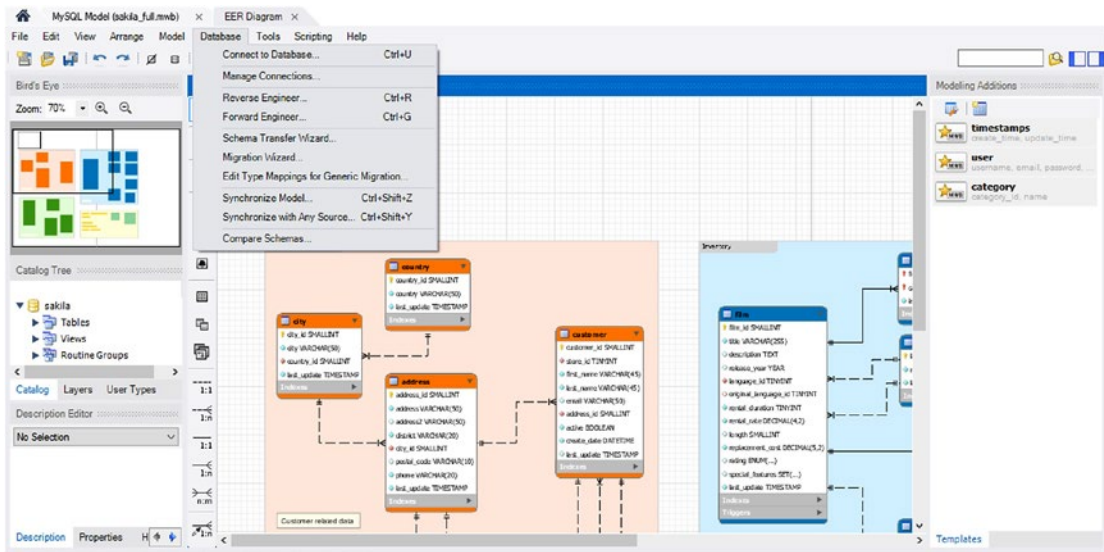 MySQL Model (sakila_full.mwb) × EER Diagram ×
File Edit View Arrange Model Database Tools Scripting Help
Connect to Database... Ctrl+U
Manage Connections...
Reverse Engineer... Ctrl+R
Forward Engineer... Ctrl+G
Schema Transfer Wizard...
Migration Wizard...
Edit Type Mappings for Generic Migration...
Synchronize Model... Ctrl+Shift+Z
Synchronize with Any Source... Ctrl+Shift+Y
Compare Schemas...
Bird's Eye
Zoom: 70%
Catalog Tree
sakila
Tables
Views
Routine Groups
Catalog Layers User Types
Description Editor
No Selection
Description Properties H
1:1
1:n
1:1
1:n
n:m
1:n
country
country_id SMALLINT
country VARCHAR(50)
last_update TIMESTAMP
Indexes
city
city_id SMALLINT
city VARCHAR(50)
country_id SMALLINT
last_update TIMESTAMP
Indexes
address
address_id SMALLINT
address VARCHAR(50)
address2 VARCHAR(50)
district VARCHAR(20)
city_id SMALLINT
postal_code VARCHAR(10)
phone VARCHAR(20)
last_update TIMESTAMP
Indexes
Customer related data
customer
customer_id SMALLINT
store_id TINYINT
first_name VARCHAR(45)
last_name VARCHAR(45)
email VARCHAR(50)
address_id SMALLINT
active BOOLEAN
create_date DATETIME
last_update TIMESTAMP
Indexes
Inventory
film
film_id SMALLINT
title VARCHAR(255)
description TEXT
release_year YEAR
language_id TINYINT
original_language_id TINYINT
rental_duration TINYINT
rental_rate DECIMAL(4,2)
length SMALLINT
replacement_cost DECIMAL(5,2)
rating ENUM(...)
special_features SET(...)
last_update TIMESTAMP
Indexes
Triggers
Modeling Additions
timestamps
create_time, update_time
user
username, email, password, ...
category
category_id, name
Templates